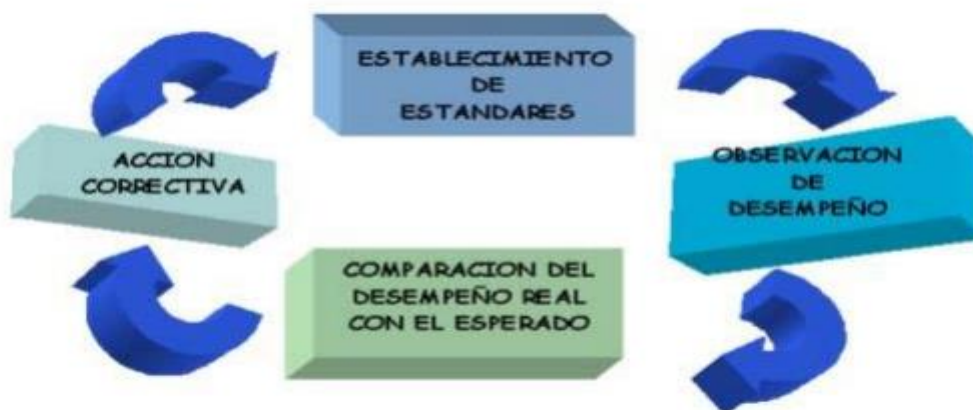 ESTABLECIMIENTO
DE
ESTANDARES
OBSERVACION
DE
DESEMPEÑO
COMPARACION DEL
DESEMPEÑO REAL
CON EL ESPERADO
ACCION
CORRECTIVA